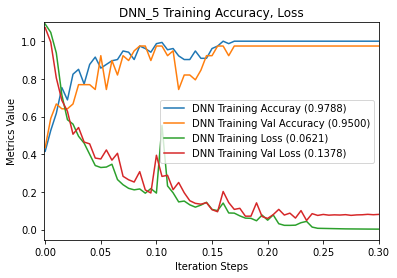 DNN_5 Training Accuracy, Loss
Metrics Value
1.0
0.8
0.6
0.4
0.2
0.0
DNN Training Accuray (0.9788)
DNN Training Val Accuracy (0.9500)
DNN Training Loss (0.0621)
DNN Training Val Loss (0.1378)
0.00 0.05 0.10 0.15 0.20 0.25 0.30
Iteration Steps